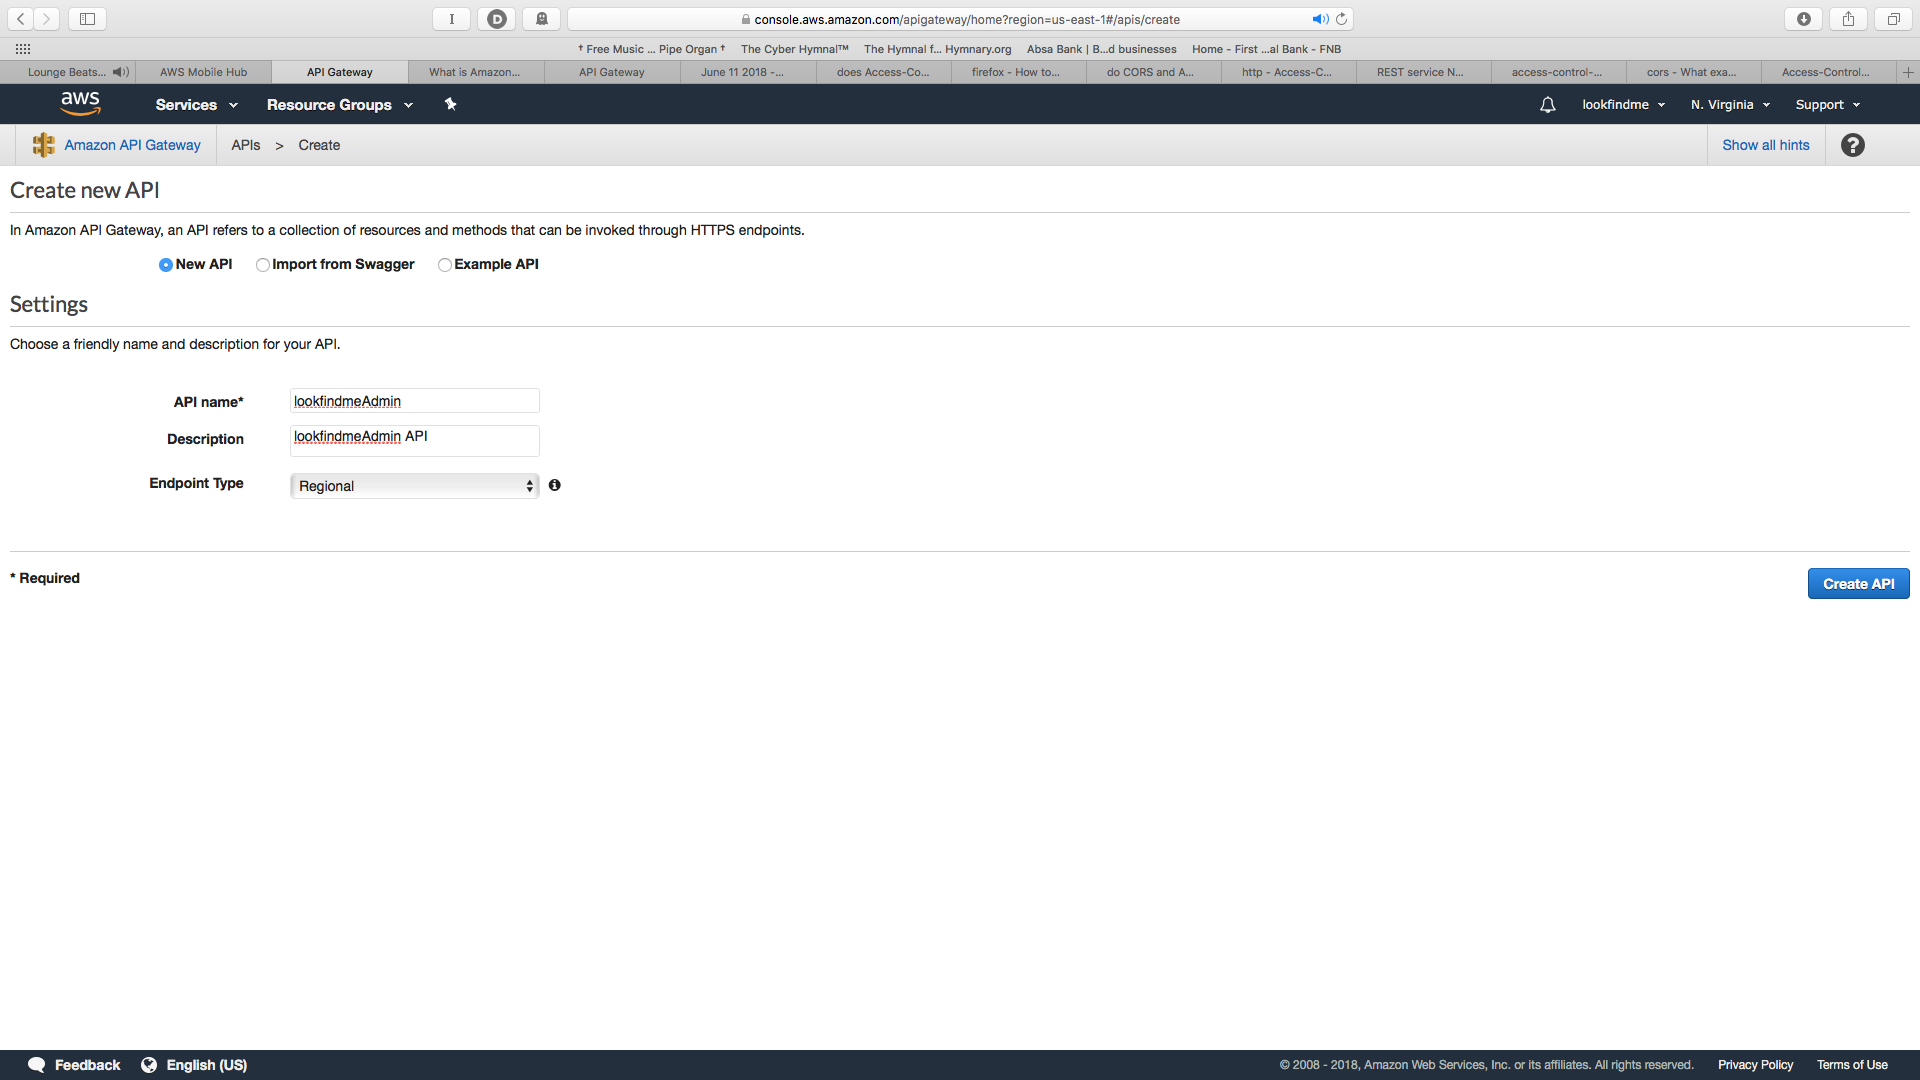 I
D
console.aws.amazon.com/apigateway/home?region=us-east-1#/apis/create
† Free Music ... Pipe Organ † The Cyber Hymnal™ The Hymnal f... Hymnary.org Absa Bank | B...d businesses Home - First ...al Bank - FNB
Lounge Beats... AWS Mobile Hub API Gateway What is Amazon... API Gateway June 11 2018 -... does Access-Co... firefox - How to... do CORS and A... http - Access-C... REST service N... access-control-... cors - What exa... Access-Control...
aws Services Resource Groups lookfindme N. Virginia Support
Amazon API Gateway APIs > Create Show all hints ?
Create new API
In Amazon API Gateway, an API refers to a collection of resources and methods that can be invoked through HTTPS endpoints.
New API Import from Swagger Example API
Settings
Choose a friendly name and description for your API.
API name* lookfindmeAdmin
Description lookfindmeAdmin API
Endpoint Type Regional
* Required
Create API
Feedback English (US) © 2008 - 2018, Amazon Web Services, Inc. or its affiliates. All rights reserved. Privacy Policy Terms of Use